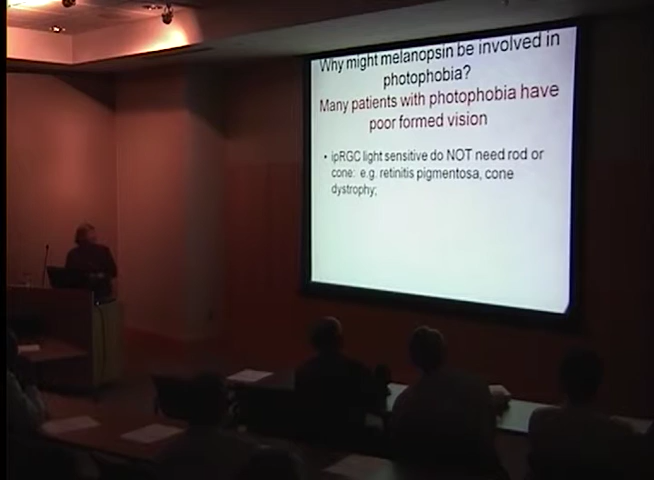 Why might melanopsin be involved in
photophobia?
Many patients with photophobia have
poor formed vision
• ipRGC light sensitive do NOT need rod or
cone: e.g. retinitis pigmentosa, cone
dystrophy;